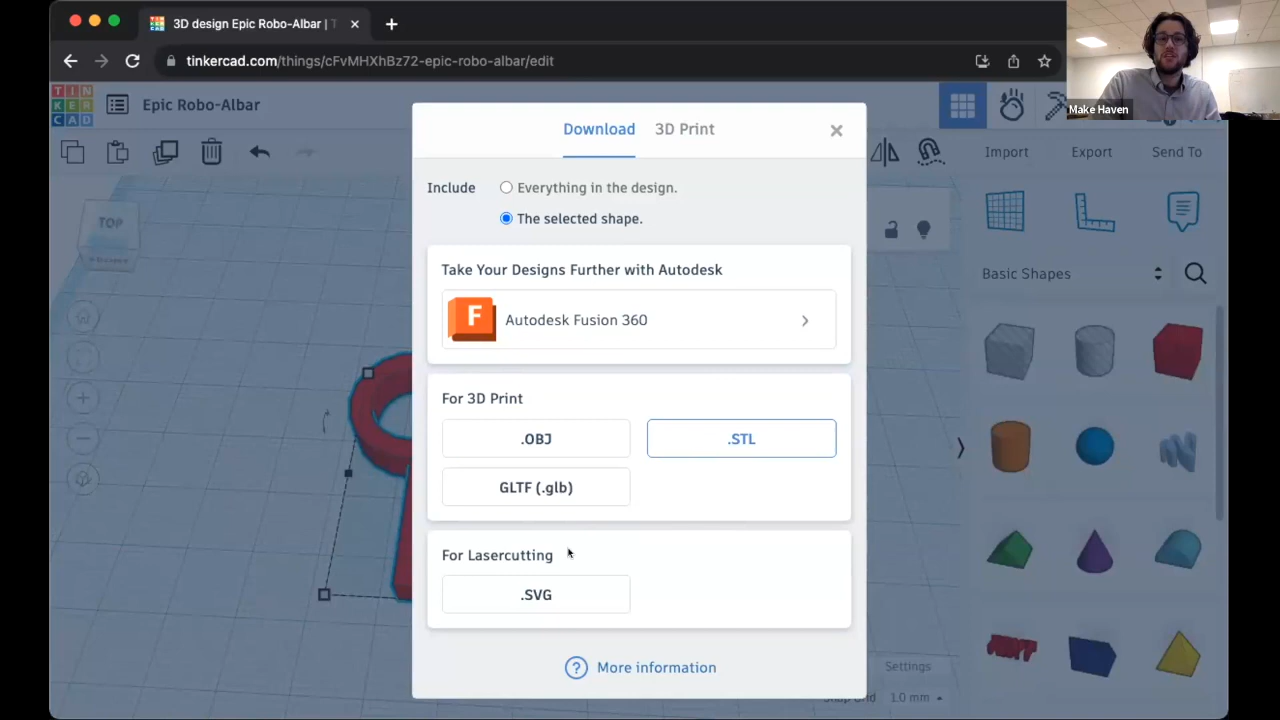 3D design Epic Robo-Albar | T
tinkercad.com/things/cFvMHXhBz72-epic-robo-albar/edit
Make Haven
TIN
KER
CAD
Epic Robo-Albar
Download
3D Print
Import
Export
Send To
Include
Everything in the design.
The selected shape.
TOP
Take Your Designs Further with Autodesk
Basic Shapes
F
Autodesk Fusion 360
For 3D Print
.OBJ
.STL
GLTF (.glb)
For Lasercutting
.SVG
More information
Settings
Snap Grid 1.0 mm